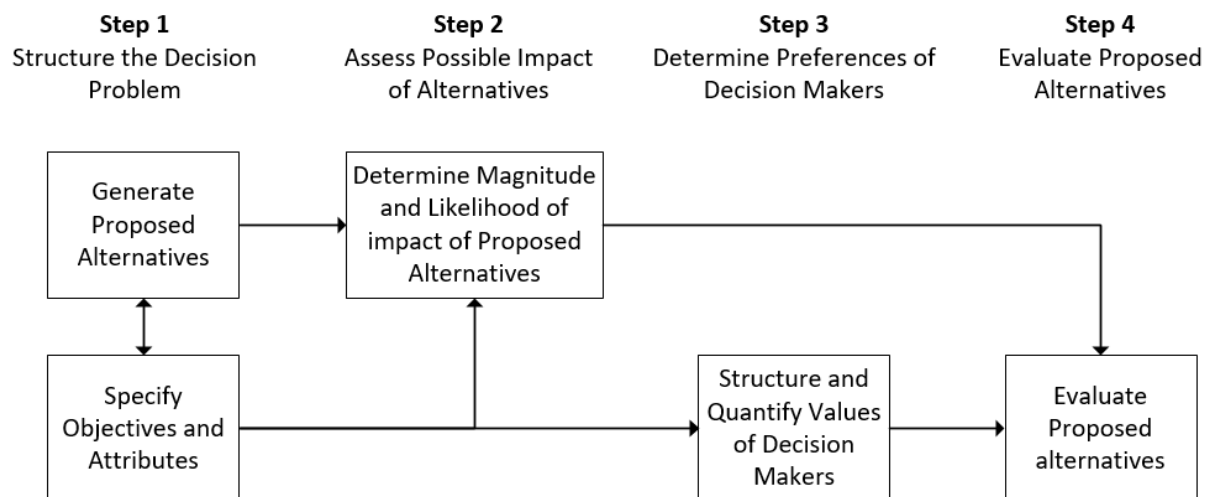 Step 1
Structure the Decision
Problem
Step 2
Assess Possible Impact
of Alternatives
Step 3
Determine Preferences of
Decision Makers
Step 4
Evaluate Proposed
Alternatives
Generate
Proposed
Alternatives
Determine Magnitude
and Likelihood of
impact of Proposed
Alternatives
Specify
Objectives and
Attributes
Structure and
Quantify Values
of Decision
Makers
Evaluate
Proposed
alternatives